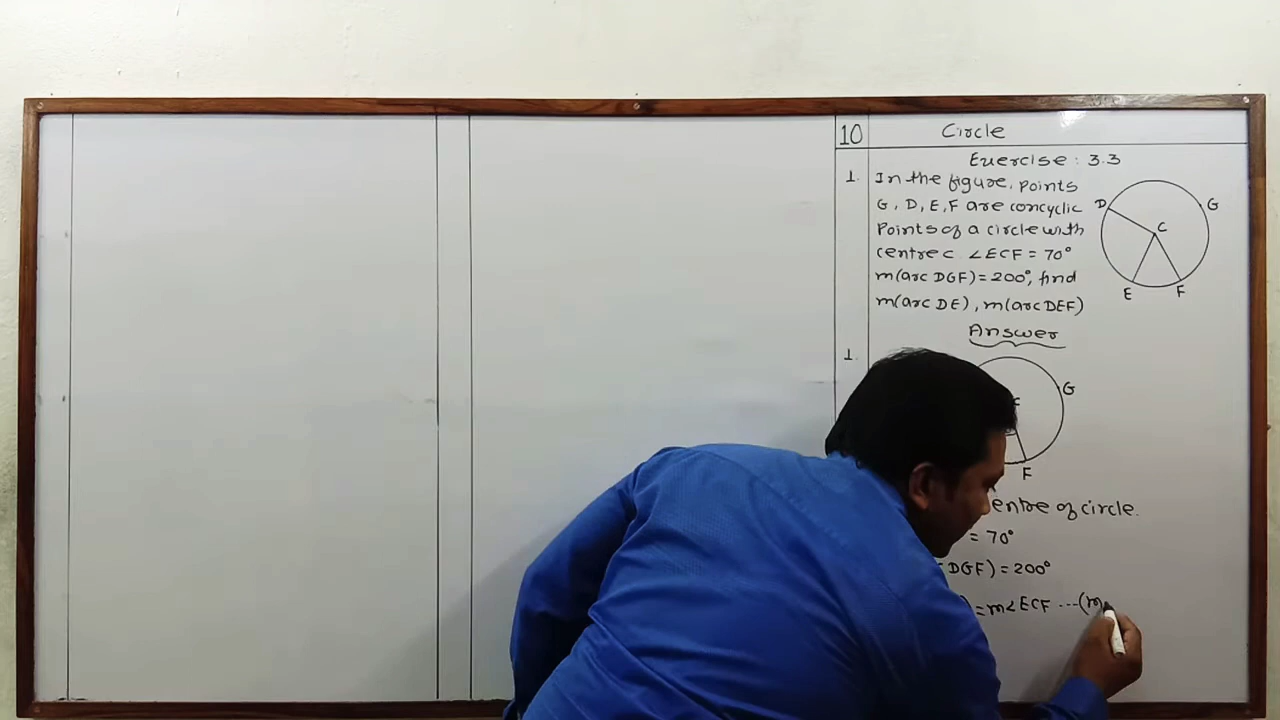 10 Circle
Exercise : 3.3
1. In the figure, points
G, D, E, F are concyclic
Points of a circle with
centre C ∠ECF = 70°
m(arc DGF) = 200°, find
m(arc DE), m(arc DEF)
D G
C
E F
Answer
1.
G
F
entre of circle.
= 70°
DGF) = 200°
) = m∠ECF ---(m